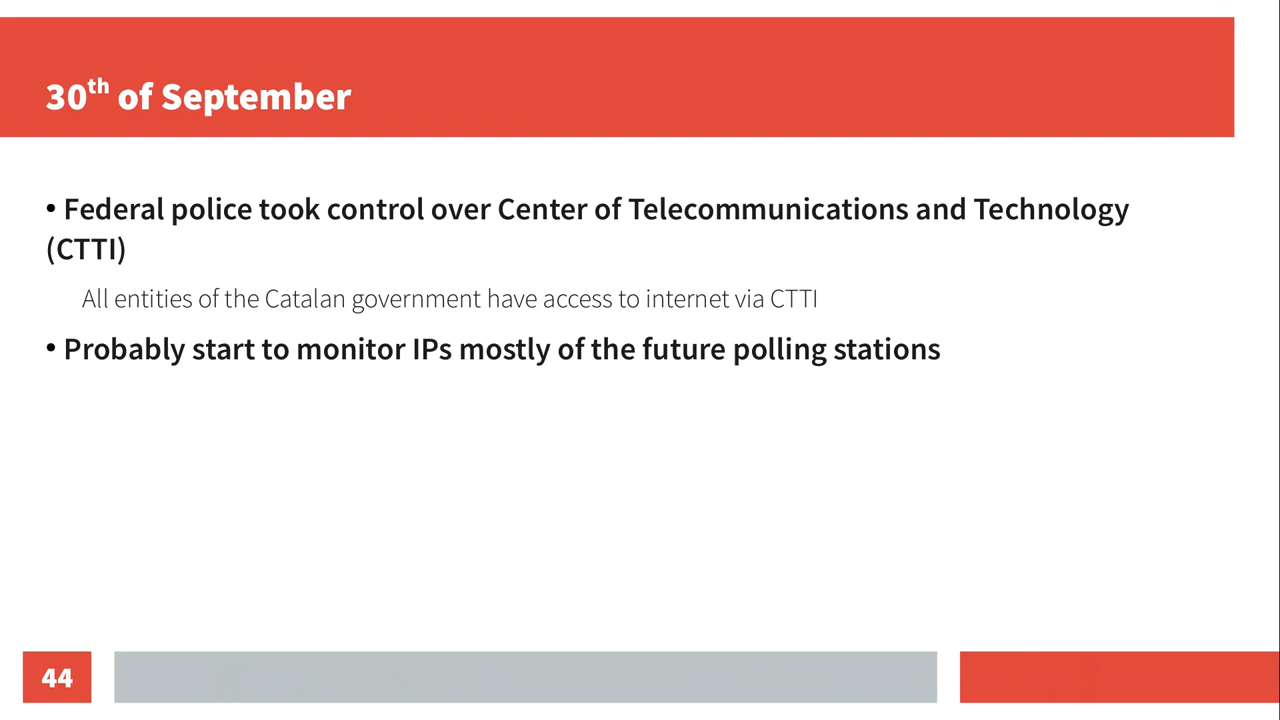 30th of September
• Federal police took control over Center of Telecommunications and Technology
(CTTI)
All entities of the Catalan government have access to internet via CTTI
• Probably start to monitor IPs mostly of the future polling stations
44